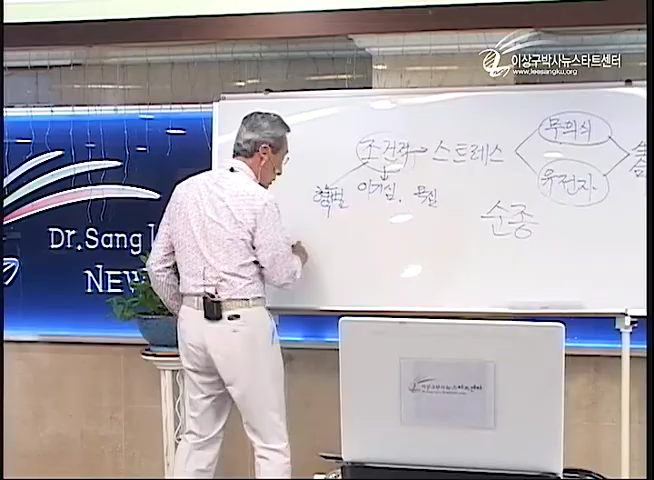 이상구박사뉴스타트센터
www.leesangku.org
무의식
조건적 스트레스
이기심, 욕심
유전자
순종
Dr.Sang
NEW